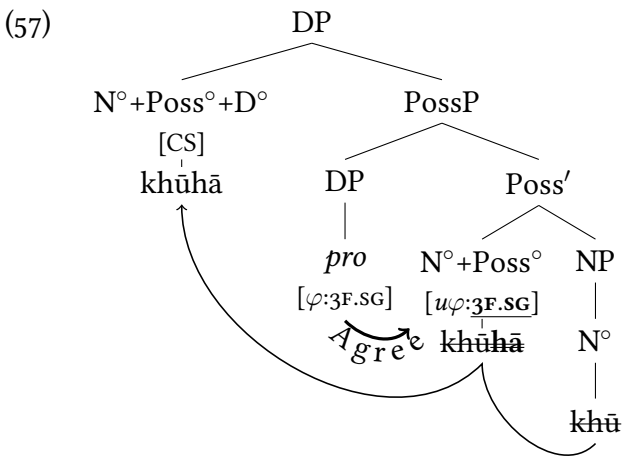 (57)
DP
N°+Poss°+D° PossP
[CS]
khūhā DP Poss′
pro N°+Poss° NP
[φ:3F.SG] [uφ:3F.SG]
Agree khūhā N°
khū